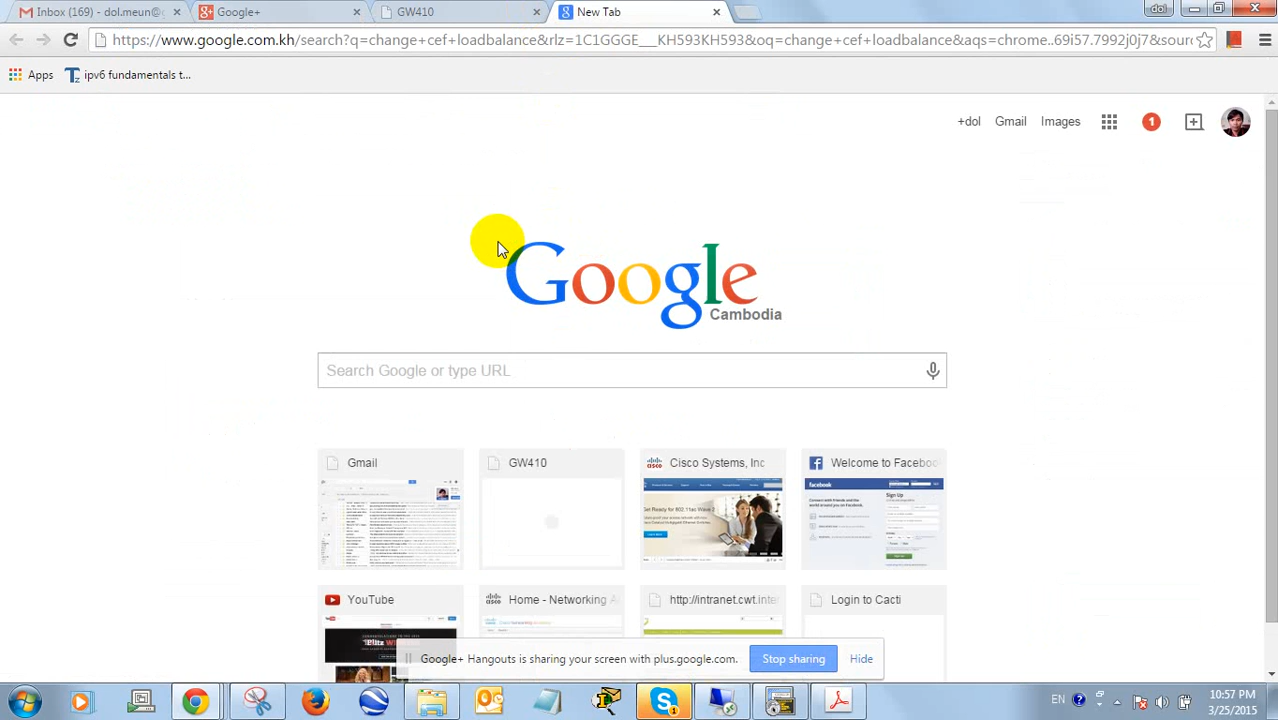 Inbox (169) - dol.meun@
Google+
GW410
New Tab
dol
https://www.google.com.kh/search?q=change+cef+loadbalance&rlz=1C1GGGE___KH593KH593&oq=change+cef+loadbalance&aqs=chrome..69i57.7992j0j7&sourc
Apps
ipv6 fundamentals t...
+dol
Gmail
Images
1
Google
Cambodia
Search Google or type URL
Gmail
GW410
Cisco Systems, Inc
Welcome to Facebo
facebook
YouTube
Home - Networking A
http://intranet.cwt.inte
Login to Cacti
Google+ Hangouts is sharing your screen with plus.google.com.
Stop sharing
Hide
EN
10:57 PM
3/25/2015